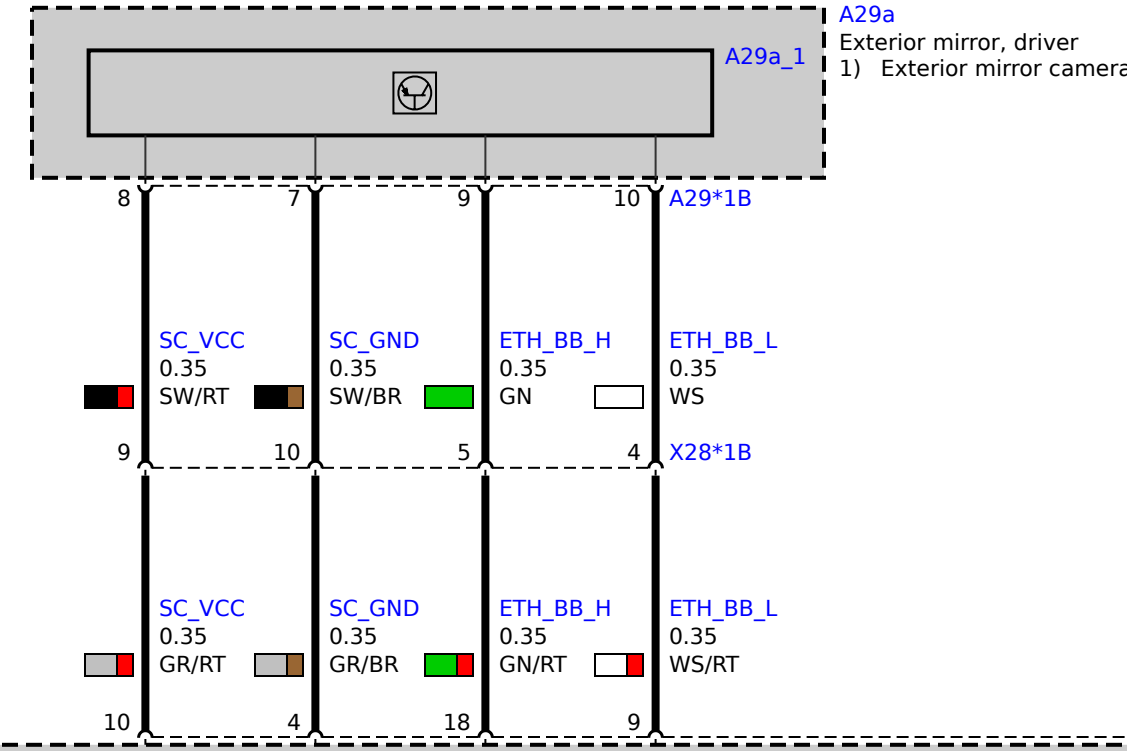 A29a
Exterior mirror, driver
1) Exterior mirror camera
A29a_1
8 7 9 10 A29*1B
SC_VCC SC_GND ETH_BB_H ETH_BB_L
0.35 0.35 0.35 0.35
SW/RT SW/BR GN WS
9 10 5 4 X28*1B
SC_VCC SC_GND ETH_BB_H ETH_BB_L
0.35 0.35 0.35 0.35
GR/RT GR/BR GN/RT WS/RT
10 4 18 9